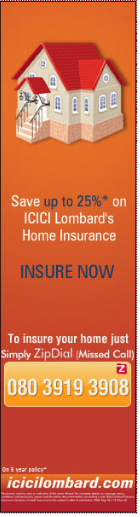 Save up to 25%* on
ICICI Lombard's
Home Insurance
INSURE NOW
To insure your home just
Simply ZipDial (Missed Call)
Z
080 3919 3908
On 5 year policy*
icicilombard.com